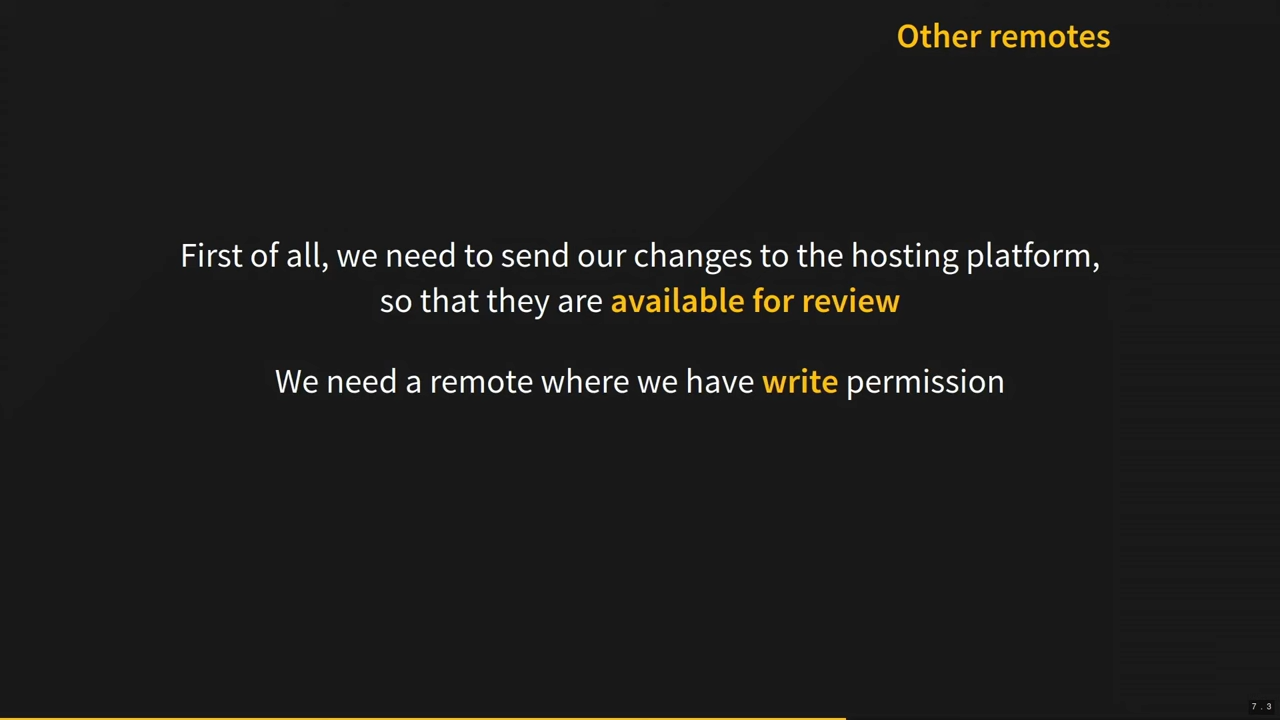 Other remotes
First of all, we need to send our changes to the hosting platform,
so that they are available for review
We need a remote where we have write permission
7 . 3